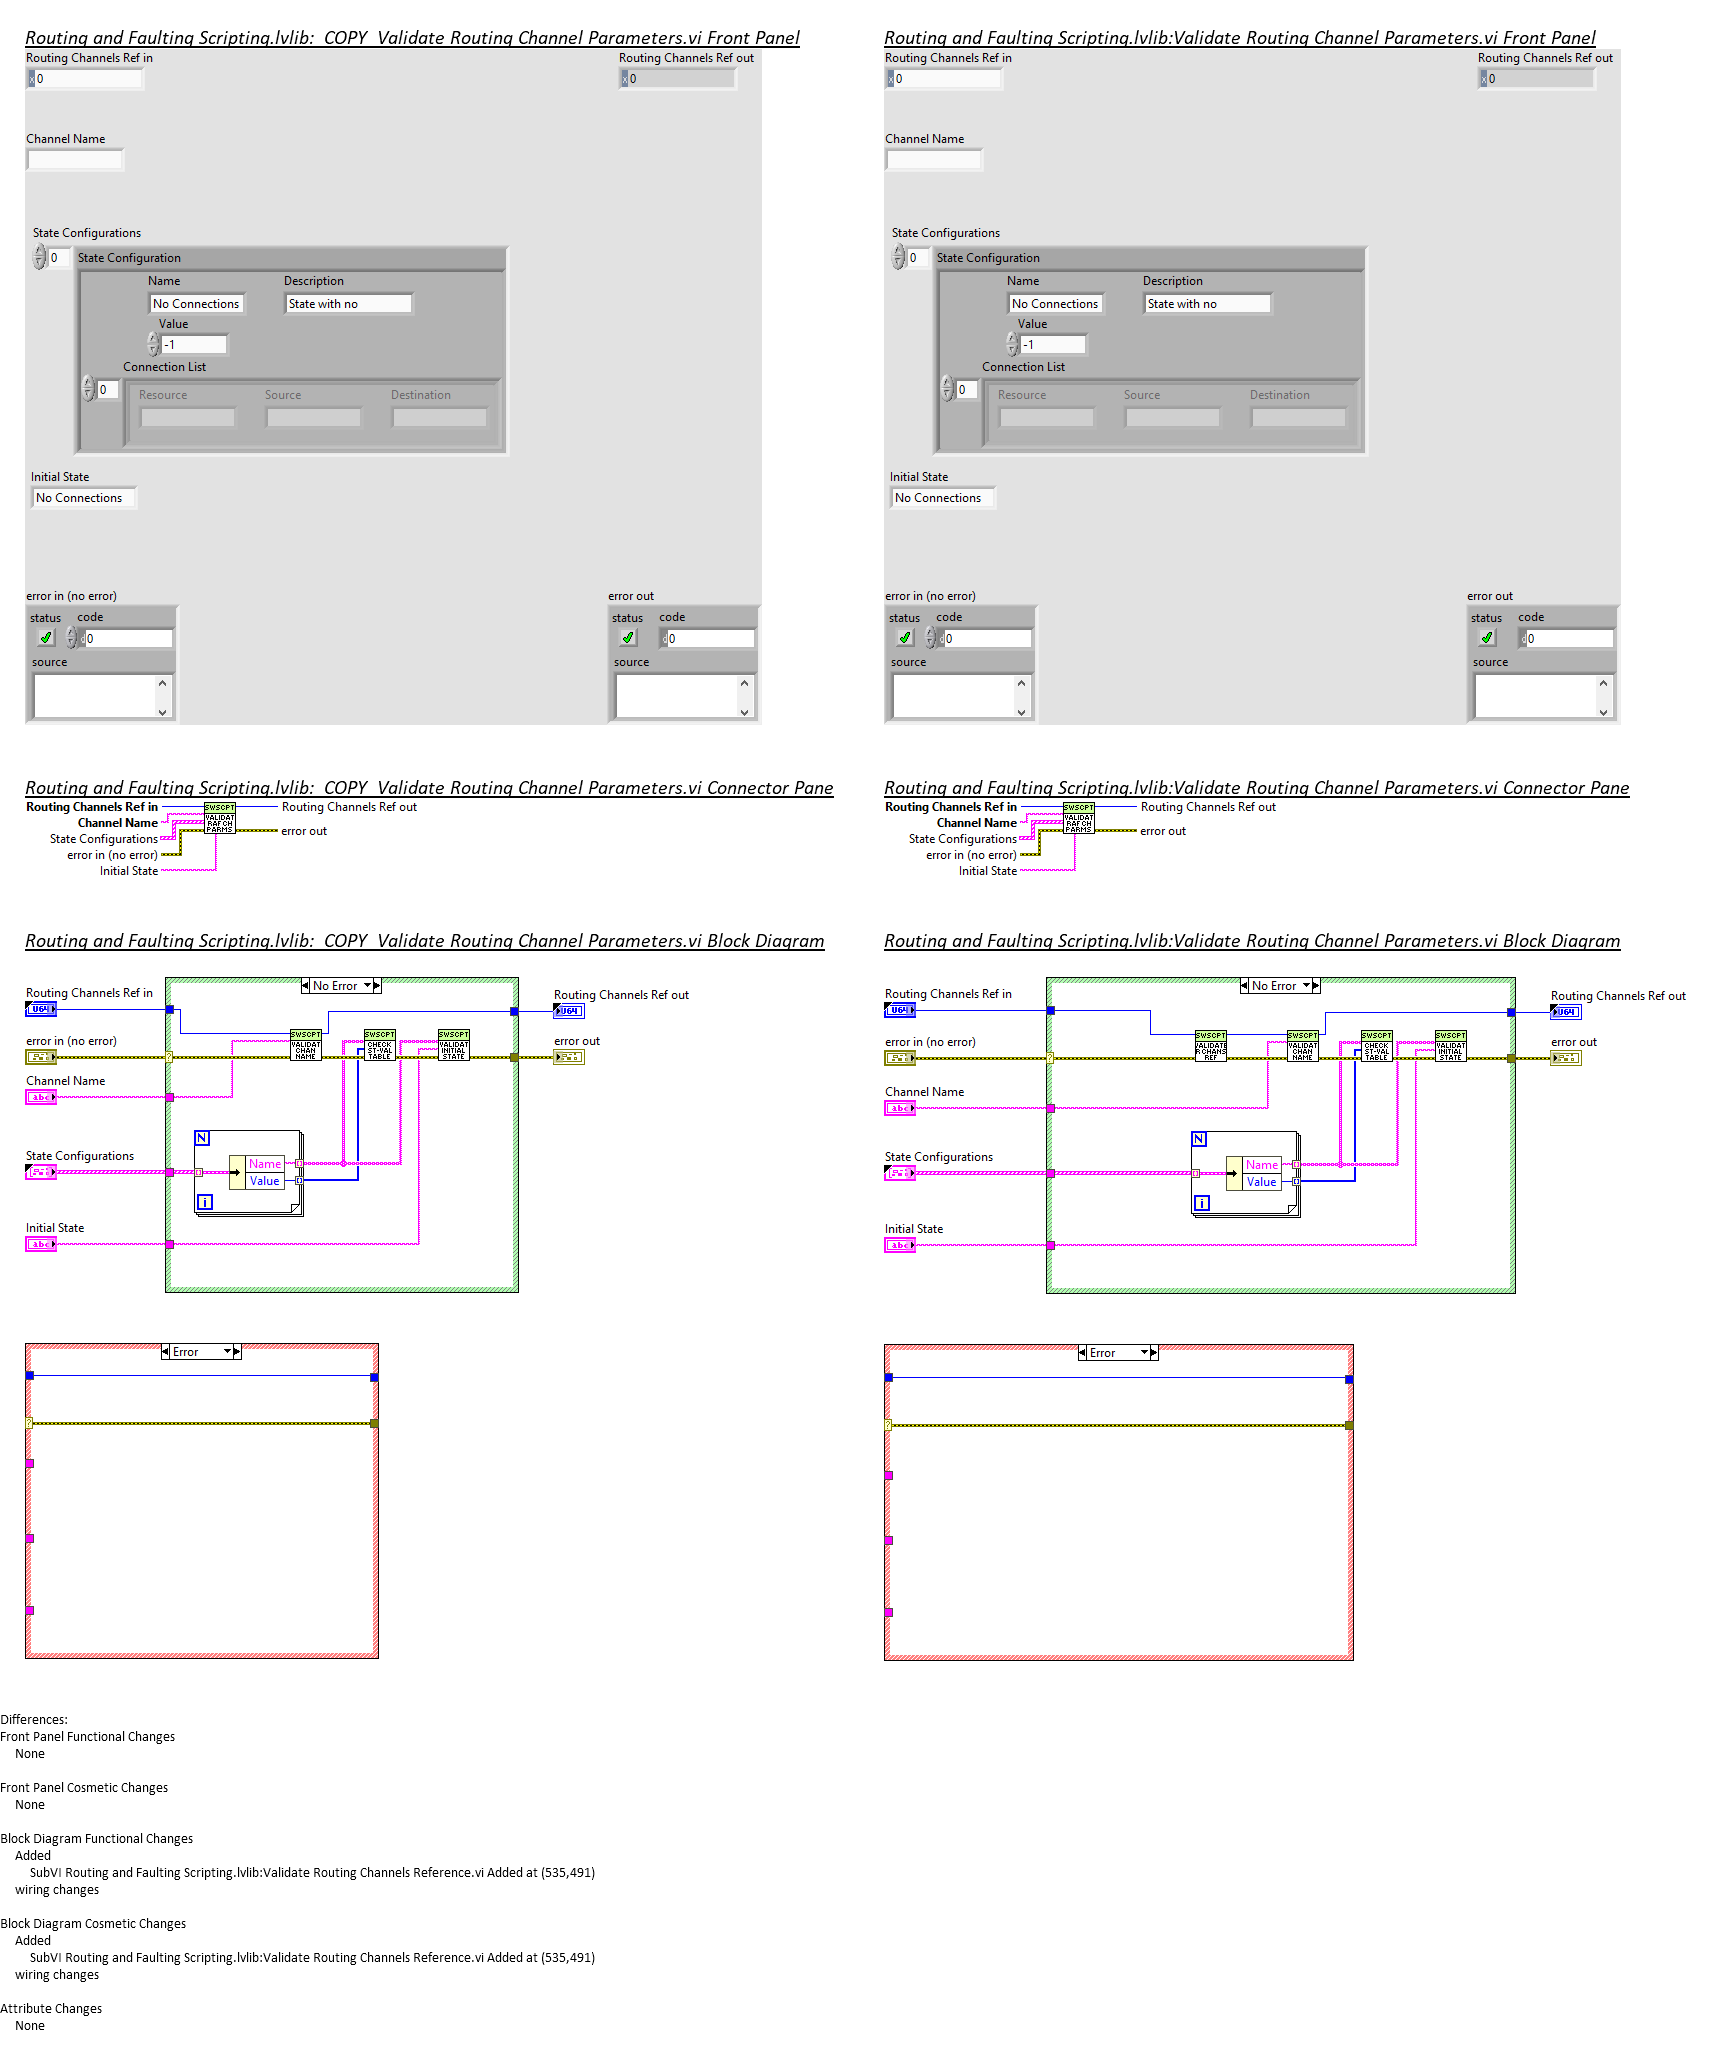 Routing and Faulting Scripting.lvlib:_COPY_Validate Routing Channel Parameters.vi Front Panel
Routing Channels Ref in
Routing Channels Ref out
x 0
x 0
Channel Name
State Configurations
0
State Configuration
Name
Description
No Connections
State with no
Value
-1
Connection List
0
Resource
Source
Destination
Initial State
No Connections
error in (no error)
error out
status
code
status
code
d 0
d 0
source
source
Routing and Faulting Scripting.lvlib:Validate Routing Channel Parameters.vi Front Panel
Routing Channels Ref in
Routing Channels Ref out
x 0
x 0
Channel Name
State Configurations
0
State Configuration
Name
Description
No Connections
State with no
Value
-1
Connection List
0
Resource
Source
Destination
Initial State
No Connections
error in (no error)
error out
status
code
status
code
d 0
d 0
source
source
Routing and Faulting Scripting.lvlib:_COPY_Validate Routing Channel Parameters.vi Connector Pane
Routing Channels Ref in
SWSCPT
VALIDAT
RAF CH
PARMS
Routing Channels Ref out
Channel Name
State Configurations
error out
error in (no error)
Initial State
Routing and Faulting Scripting.lvlib:Validate Routing Channel Parameters.vi Connector Pane
Routing Channels Ref in
SWSCPT
VALIDAT
RAF CH
PARMS
Routing Channels Ref out
Channel Name
State Configurations
error out
error in (no error)
Initial State
Routing and Faulting Scripting.lvlib:_COPY_Validate Routing Channel Parameters.vi Block Diagram
No Error
Routing Channels Ref in
U64
Routing Channels Ref out
U64
error in (no error)
error out
?
SWSCPT
VALIDAT
CHAN
NAME
SWSCPT
CHECK
ST-VAL
TABLE
SWSCPT
VALIDAT
INITIAL
STATE
Channel Name
abc
State Configurations
N
Name
Value
i
Initial State
abc
Error
?
Routing and Faulting Scripting.lvlib:Validate Routing Channel Parameters.vi Block Diagram
No Error
Routing Channels Ref in
U64
Routing Channels Ref out
U64
error in (no error)
error out
?
SWSCPT
VALIDATE
R CHANS
REF
SWSCPT
VALIDAT
CHAN
NAME
SWSCPT
CHECK
ST-VAL
TABLE
SWSCPT
VALIDAT
INITIAL
STATE
Channel Name
abc
State Configurations
N
Name
Value
i
Initial State
abc
Error
?
Differences:
Front Panel Functional Changes
None
Front Panel Cosmetic Changes
None
Block Diagram Functional Changes
Added
SubVI Routing and Faulting Scripting.lvlib:Validate Routing Channels Reference.vi Added at (535,491)
wiring changes
Block Diagram Cosmetic Changes
Added
SubVI Routing and Faulting Scripting.lvlib:Validate Routing Channels Reference.vi Added at (535,491)
wiring changes
Attribute Changes
None